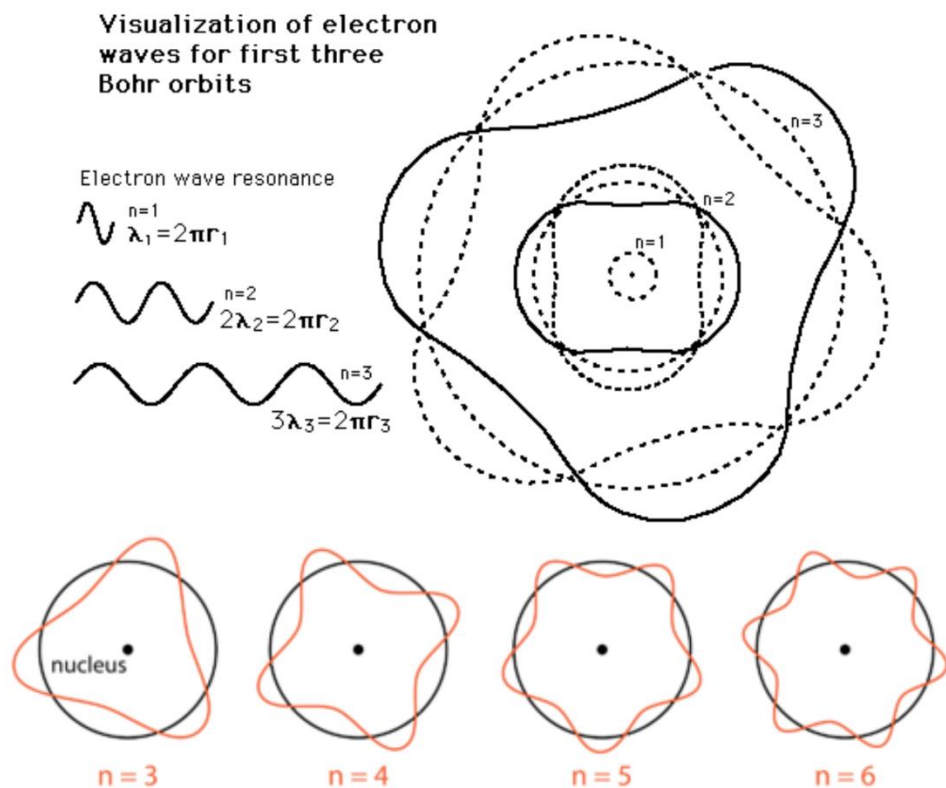 Visualization of electron
waves for first three
Bohr orbits
Electron wave resonance
n=1
λ₁=2πr₁
n=2
2λ₂=2πr₂
n=3
3λ₃=2πr₃
n=3
n=2
n=1
nucleus
n = 3
n = 4
n = 5
n = 6